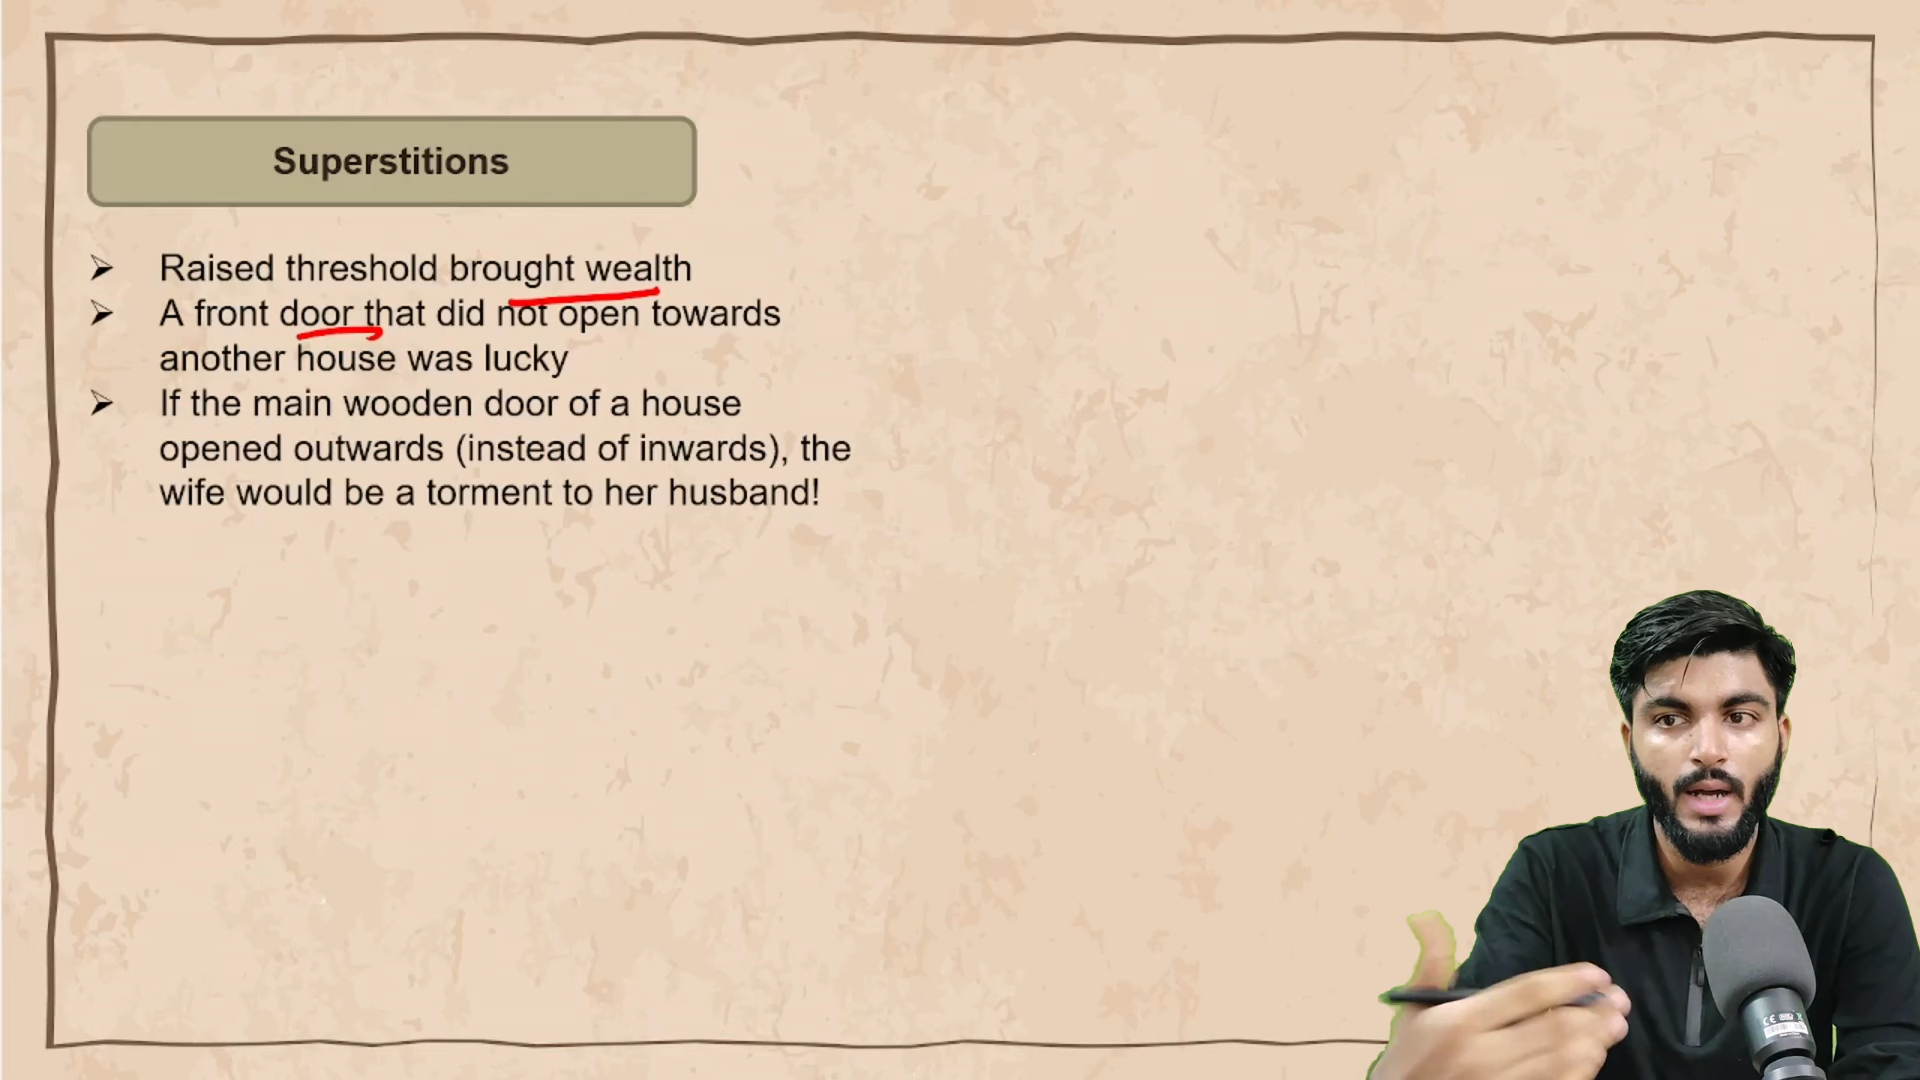 Superstitions
➢ Raised threshold brought wealth
➢ A front door that did not open towards
another house was lucky
➢ If the main wooden door of a house
opened outwards (instead of inwards), the
wife would be a torment to her husband!